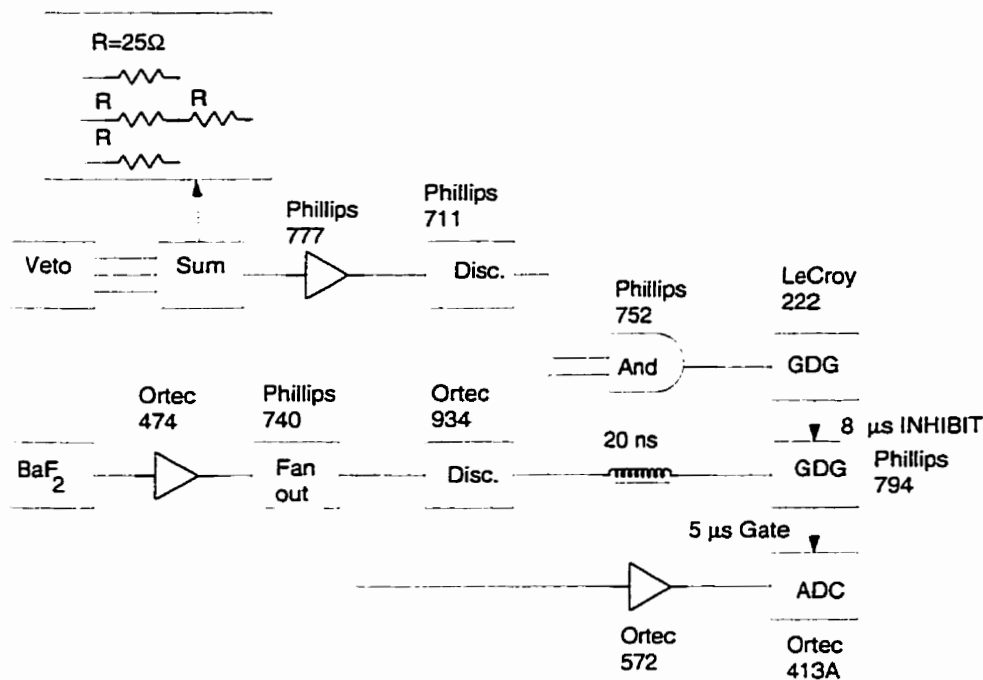 R=25Ω
R
R
R
Phillips
777
Phillips
711
Veto
Sum
Disc.
Phillips
752
LeCroy
222
And
GDG
Ortec
474
Phillips
740
Ortec
934
8 μs INHIBIT
20 ns
BaF2
Fan
out
Disc.
GDG
Phillips
794
5 μs Gate
ADC
Ortec
572
Ortec
413A